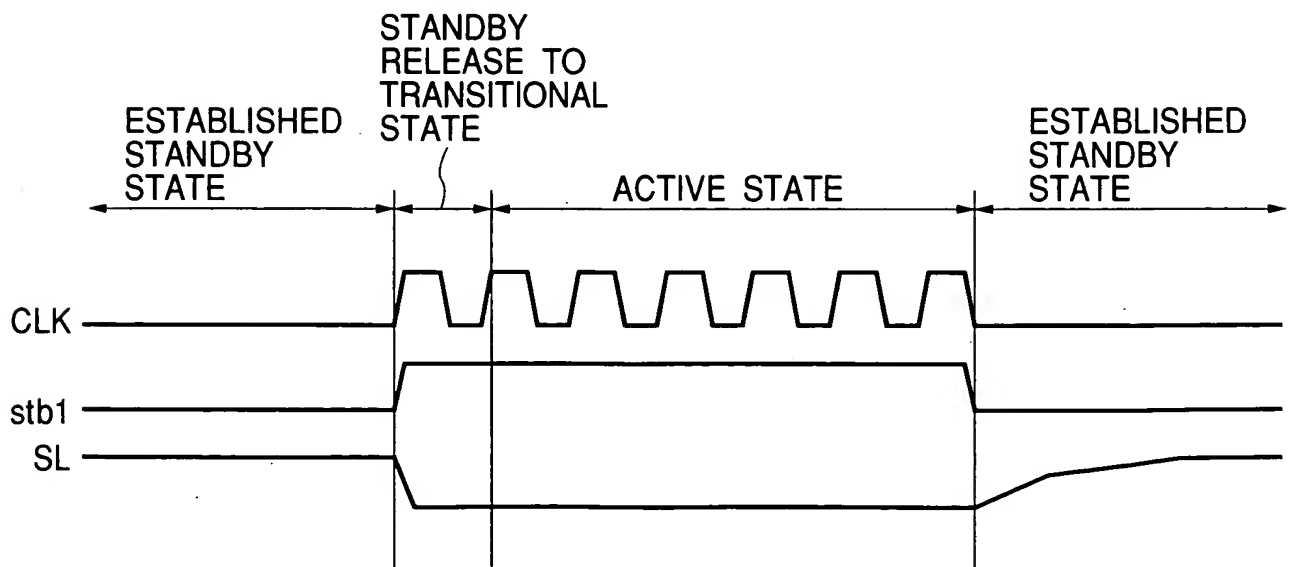 STANDBY
RELEASE TO
TRANSITIONAL
STATE
ESTABLISHED
STANDBY
STATE
ACTIVE STATE
ESTABLISHED
STANDBY
STATE
CLK
stb1
SL